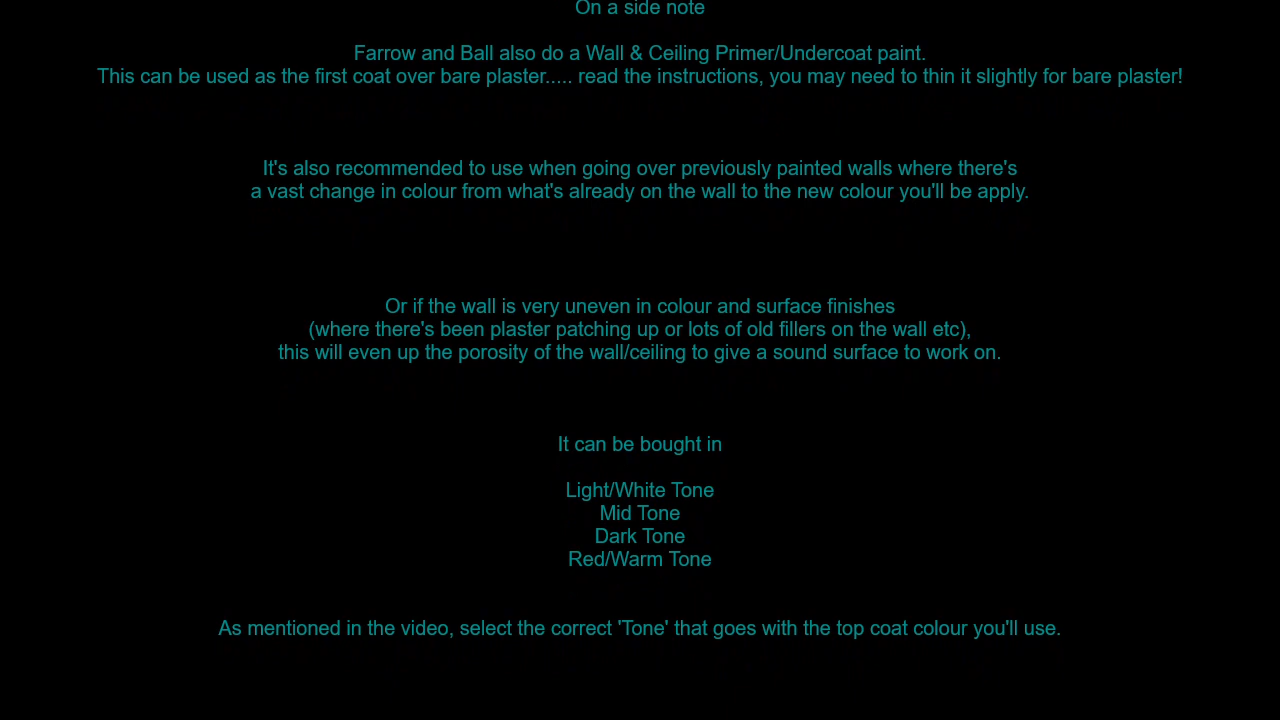 On a side note
Farrow and Ball also do a Wall & Ceiling Primer/Undercoat paint.
This can be used as the first coat over bare plaster..... read the instructions, you may need to thin it slightly for bare plaster!
It's also recommended to use when going over previously painted walls where there's
a vast change in colour from what's already on the wall to the new colour you'll be apply.
Or if the wall is very uneven in colour and surface finishes
(where there's been plaster patching up or lots of old fillers on the wall etc),
this will even up the porosity of the wall/ceiling to give a sound surface to work on.
It can be bought in
Light/White Tone
Mid Tone
Dark Tone
Red/Warm Tone
As mentioned in the video, select the correct 'Tone' that goes with the top coat colour you'll use.